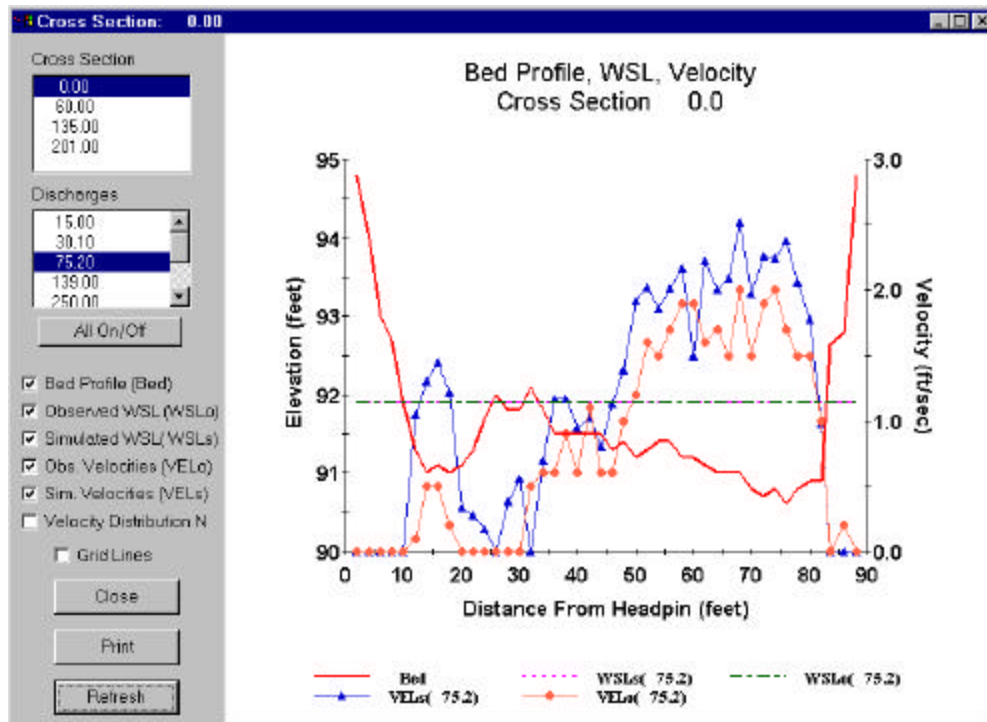 Cross Section: 0.00
Cross Section
0.00
60.00
135.00
201.00
Discharges
15.00
30.10
75.20
139.00
250.00
All On/Off
Bed Profile (Bed)
Observed WSL (WSLo)
Simulated WSL (WSLs)
Obs. Velocities (VELo)
Sim. Velocities (VELs)
Velocity Distribution N
Grid Lines
Close
Print
Refresh
Bed Profile, WSL, Velocity
Cross Section 0.0
Elevation (feet)
95
94
93
92
91
90
3.0
2.0
1.0
0.0
Velocity (ft/sec)
0 10 20 30 40 50 60 70 80 90
Distance From Headpin (feet)
Bed WSLs( 75.2) WSLo( 75.2)
VELs( 75.2) VELo( 75.2)